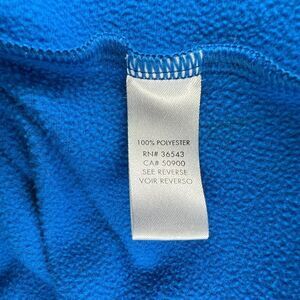 100% POLYESTER
RN# 36543
CA# 50900
SEE REVERSE
VOIR REVERSO